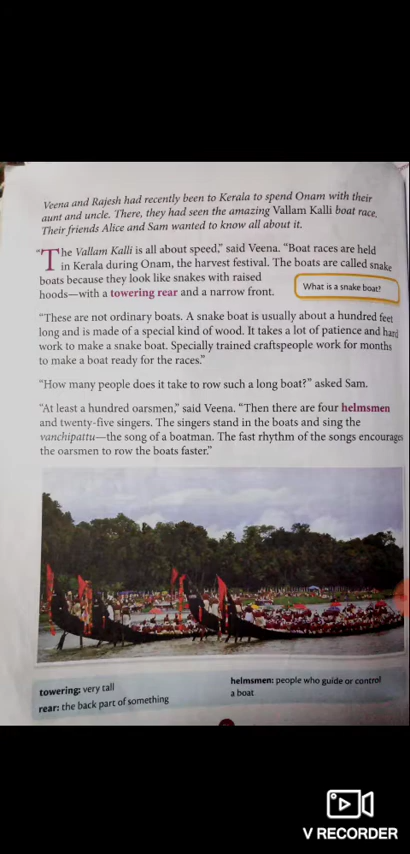 Veena and Rajesh had recently been to Kerala to spend Onam with their
aunt and uncle. There, they had seen the amazing Vallam Kalli boat race.
Their friends Alice and Sam wanted to know all about it.
"The Vallam Kalli is all about speed," said Veena. "Boat races are held
in Kerala during Onam, the harvest festival. The boats are called snake
boats because they look like snakes with raised
hoods—with a towering rear and a narrow front.
What is a snake boat?
"These are not ordinary boats. A snake boat is usually about a hundred feet
long and is made of a special kind of wood. It takes a lot of patience and hard
work to make a snake boat. Specially trained craftspeople work for months
to make a boat ready for the races."
"How many people does it take to row such a long boat?" asked Sam.
"At least a hundred oarsmen," said Veena. "Then there are four helmsmen
and twenty-five singers. The singers stand in the boats and sing the
vanchipattu—the song of a boatman. The fast rhythm of the songs encourages
the oarsmen to row the boats faster."
towering: very tall
rear: the back part of something
helmsmen: people who guide or control
a boat
V RECORDER